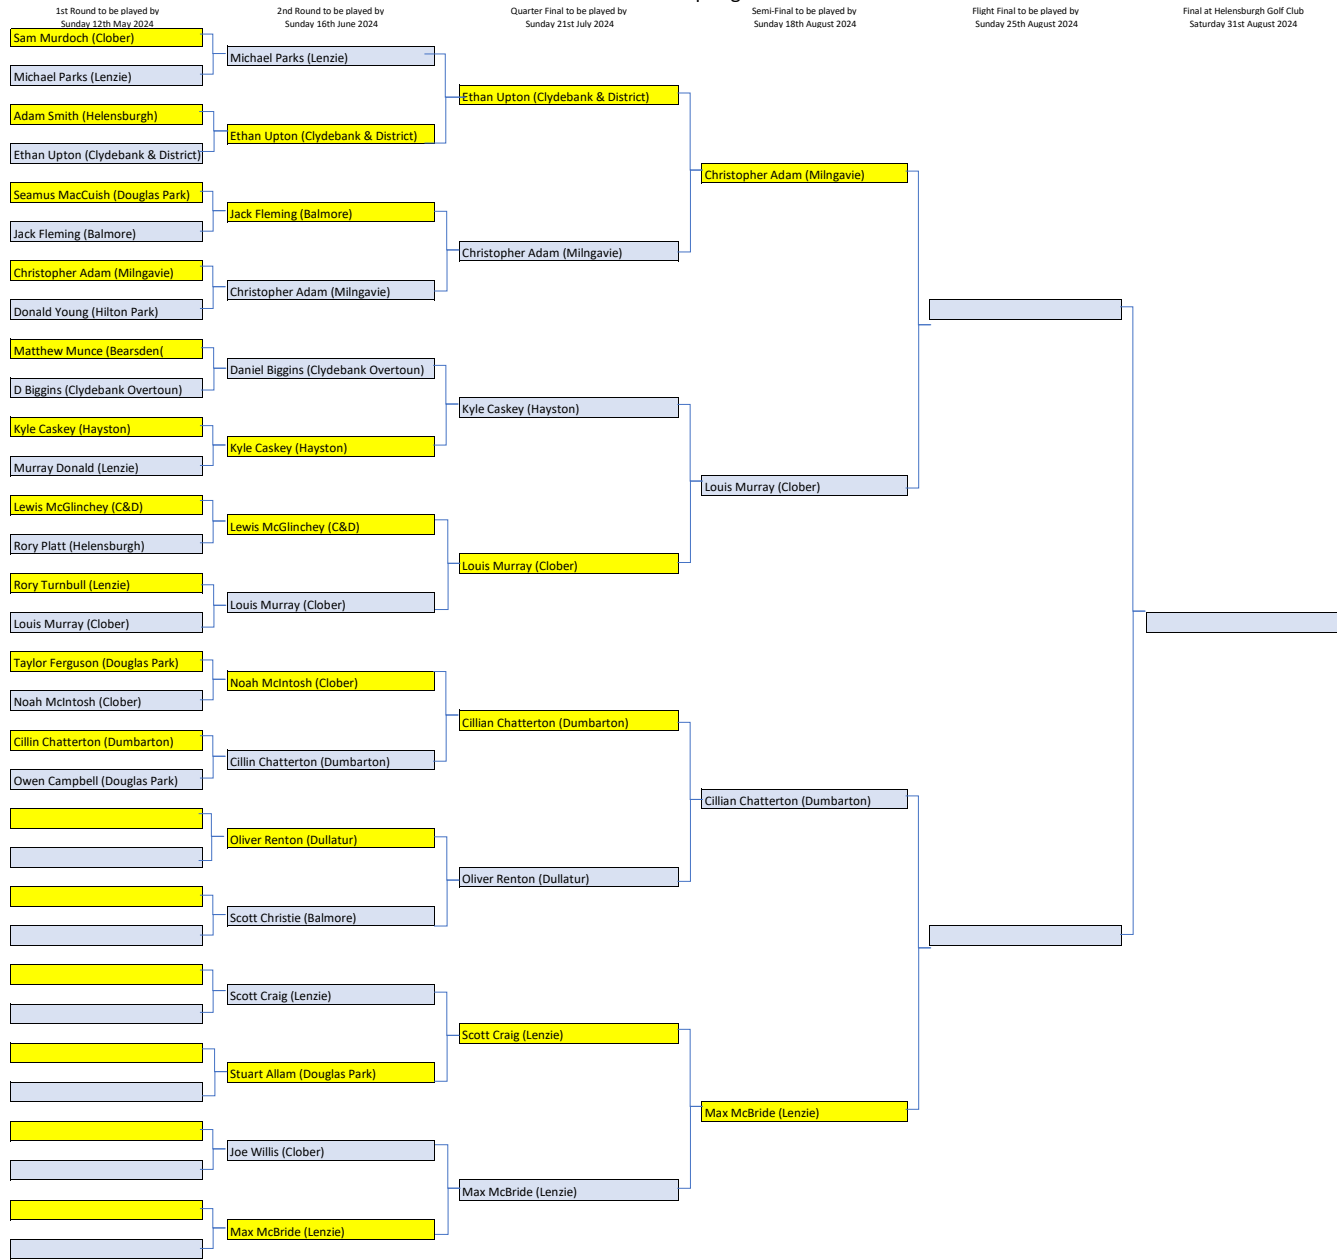 1st Round to be played by
Sunday 12th May 2024
2nd Round to be played by
Sunday 16th June 2024
Quarter Final to be played by
Sunday 21st July 2024
Semi-Final to be played by
Sunday 18th August 2024
Flight Final to be played by
Sunday 25th August 2024
Final at Helensburgh Golf Club
Saturday 31st August 2024
Sam Murdoch (Clober)
Michael Parks (Lenzie)
Adam Smith (Helensburgh)
Ethan Upton (Clydebank & District)
Seamus MacCuish (Douglas Park)
Jack Fleming (Balmore)
Christopher Adam (Milngavie)
Donald Young (Hilton Park)
Matthew Munce (Bearsden(
D Biggins (Clydebank Overtoun)
Kyle Caskey (Hayston)
Murray Donald (Lenzie)
Lewis McGlinchey (C&D)
Rory Platt (Helensburgh)
Rory Turnbull (Lenzie)
Louis Murray (Clober)
Taylor Ferguson (Douglas Park)
Noah McIntosh (Clober)
Cillin Chatterton (Dumbarton)
Owen Campbell (Douglas Park)
Michael Parks (Lenzie)
Ethan Upton (Clydebank & District)
Jack Fleming (Balmore)
Christopher Adam (Milngavie)
Daniel Biggins (Clydebank Overtoun)
Kyle Caskey (Hayston)
Lewis McGlinchey (C&D)
Louis Murray (Clober)
Noah McIntosh (Clober)
Cillin Chatterton (Dumbarton)
Oliver Renton (Dullatur)
Scott Christie (Balmore)
Scott Craig (Lenzie)
Stuart Allam (Douglas Park)
Joe Willis (Clober)
Max McBride (Lenzie)
Ethan Upton (Clydebank & District)
Christopher Adam (Milngavie)
Kyle Caskey (Hayston)
Louis Murray (Clober)
Cillian Chatterton (Dumbarton)
Oliver Renton (Dullatur)
Scott Craig (Lenzie)
Max McBride (Lenzie)
Christopher Adam (Milngavie)
Louis Murray (Clober)
Cillian Chatterton (Dumbarton)
Max McBride (Lenzie)